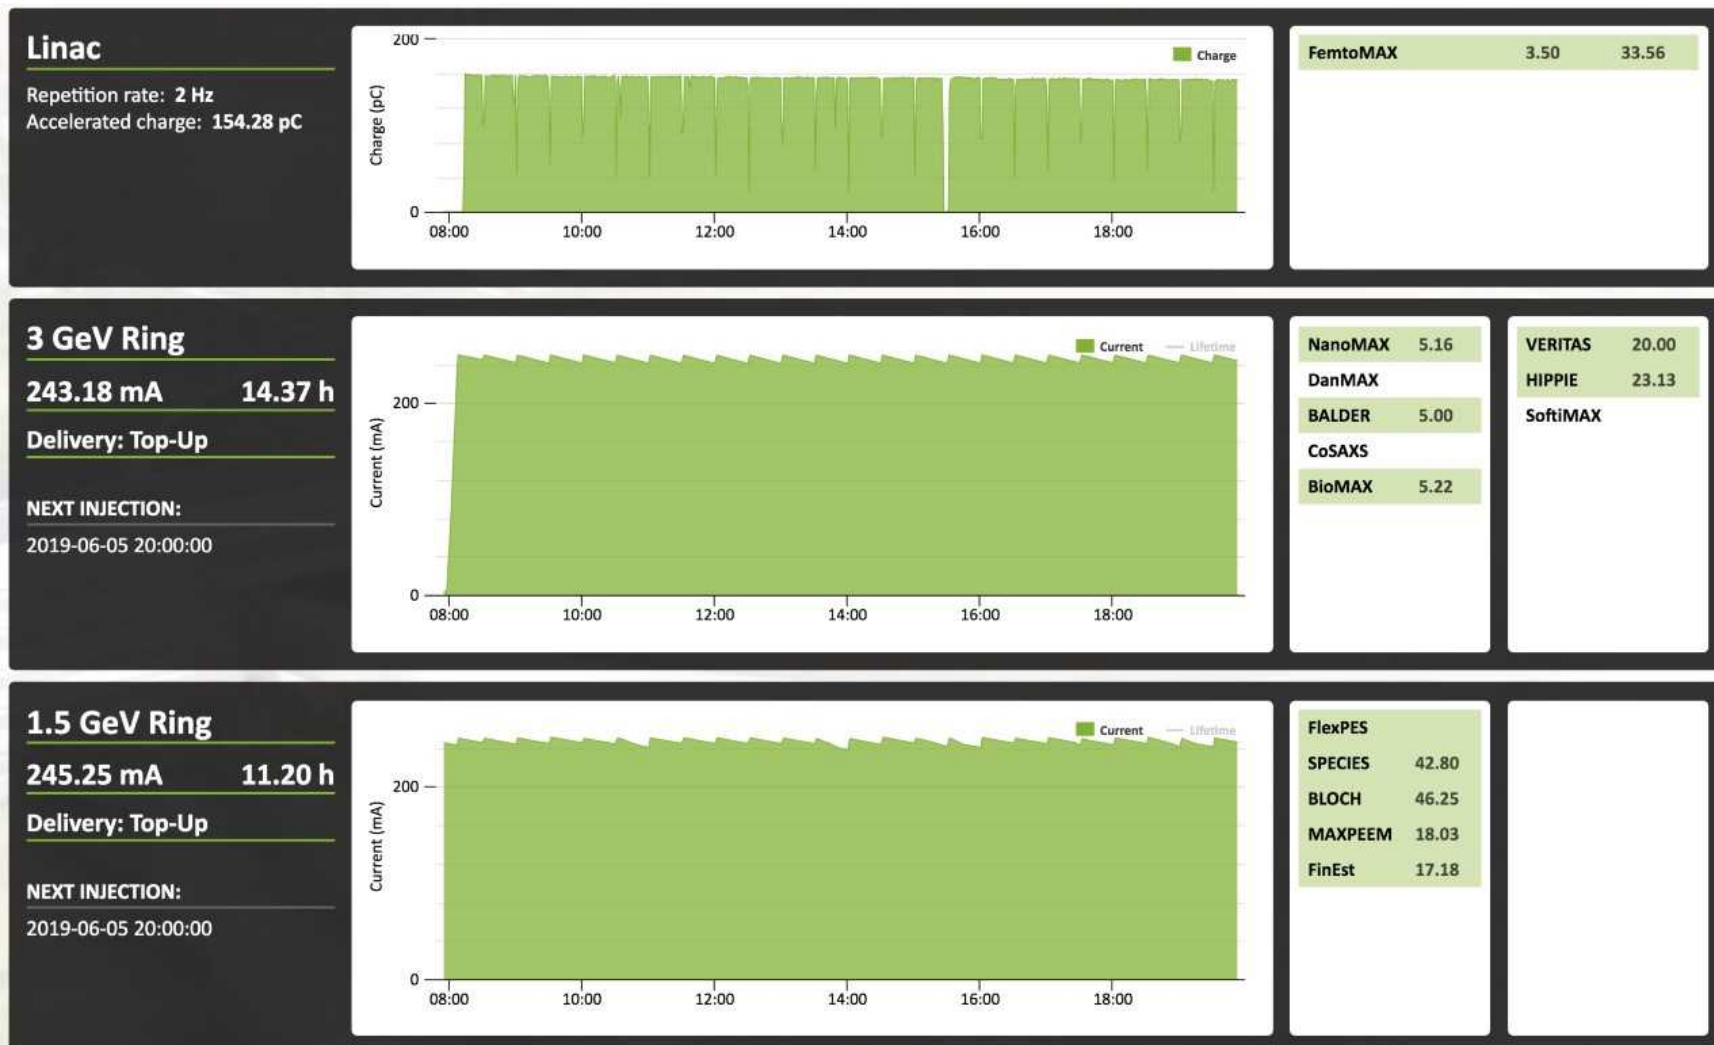 Linac
Repetition rate: 2 Hz
Accelerated charge: 154.28 pC
200
Charge (pC)
0
08:00 10:00 12:00 14:00 16:00 18:00
Charge
FemtoMAX 3.50 33.56
3 GeV Ring
243.18 mA 14.37 h
Delivery: Top-Up
NEXT INJECTION:
2019-06-05 20:00:00
Current Lifetime
200
Current (mA)
0
08:00 10:00 12:00 14:00 16:00 18:00
NanoMAX 5.16
DanMAX
BALDER 5.00
CoSAXS
BioMAX 5.22
VERITAS 20.00
HIPPIE 23.13
SoftiMAX
1.5 GeV Ring
245.25 mA 11.20 h
Delivery: Top-Up
NEXT INJECTION:
2019-06-05 20:00:00
Current Lifetime
200
Current (mA)
0
08:00 10:00 12:00 14:00 16:00 18:00
FlexPES
SPECIES 42.80
BLOCH 46.25
MAXPEEM 18.03
FinEst 17.18